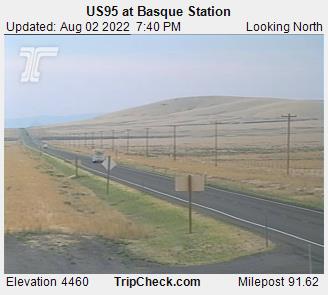 US95 at Basque Station
Updated: Aug 02 2022 7:40 PM Looking North
Elevation 4460 TripCheck.com Milepost 91.62